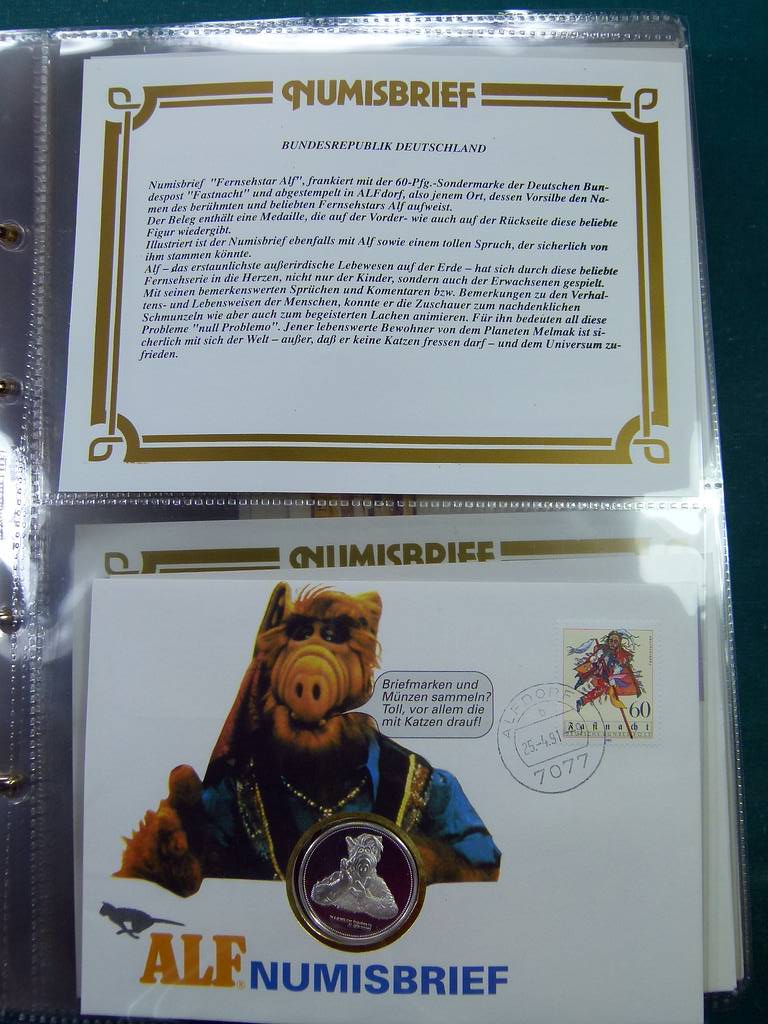 NUMISBRIEF
BUNDESREPUBLIK DEUTSCHLAND
Numisbrief "Fernsehstar Alf", frankiert mit der 60-Pfg.-Sondermarke der Deutschen Bun-
despost "Fastnacht" und abgestempelt in ALFdorf, also jenem Ort, dessen Vorsilbe den Na-
men des berühmten und beliebten Fernsehstars Alf aufweist.
Der Beleg enthält eine Medaille, die auf der Vorder- wie auch auf der Rückseite diese beliebte
Figur wiedergibt.
Illustriert ist der Numisbrief ebenfalls mit Alf sowie einem tollen Spruch, der sicherlich von
ihm stammen könnte.
Alf – das erstaunlichste außerirdische Lebewesen auf der Erde – hat sich durch diese beliebte
Fernsehserie in die Herzen, nicht nur der Kinder, sondern auch der Erwachsenen gespielt.
Mit seinen bemerkenswerten Sprüchen und Komentaren bzw. Bemerkungen zu den Verhal-
tens- und Lebensweisen der Menschen, konnte er die Zuschauer zum nachdenklichen
Schmunzeln wie aber auch zum begeisterten Lachen animieren. Für ihn bedeuten all diese
Probleme "null Problemo". Jener lebenswerte Bewohner von dem Planeten Melmak ist si-
cherlich mit sich der Welt – außer, daß er keine Katzen fressen darf – und dem Universum zu-
frieden.
NUMISBRIEF
Briefmarken und
Münzen sammeln?
Toll, vor allem die
mit Katzen drauf!
60
Fastnacht
DEUTSCHE BUNDESPOST
ALFDORF
b
25.-4.91
7077
ALF NUMISBRIEF